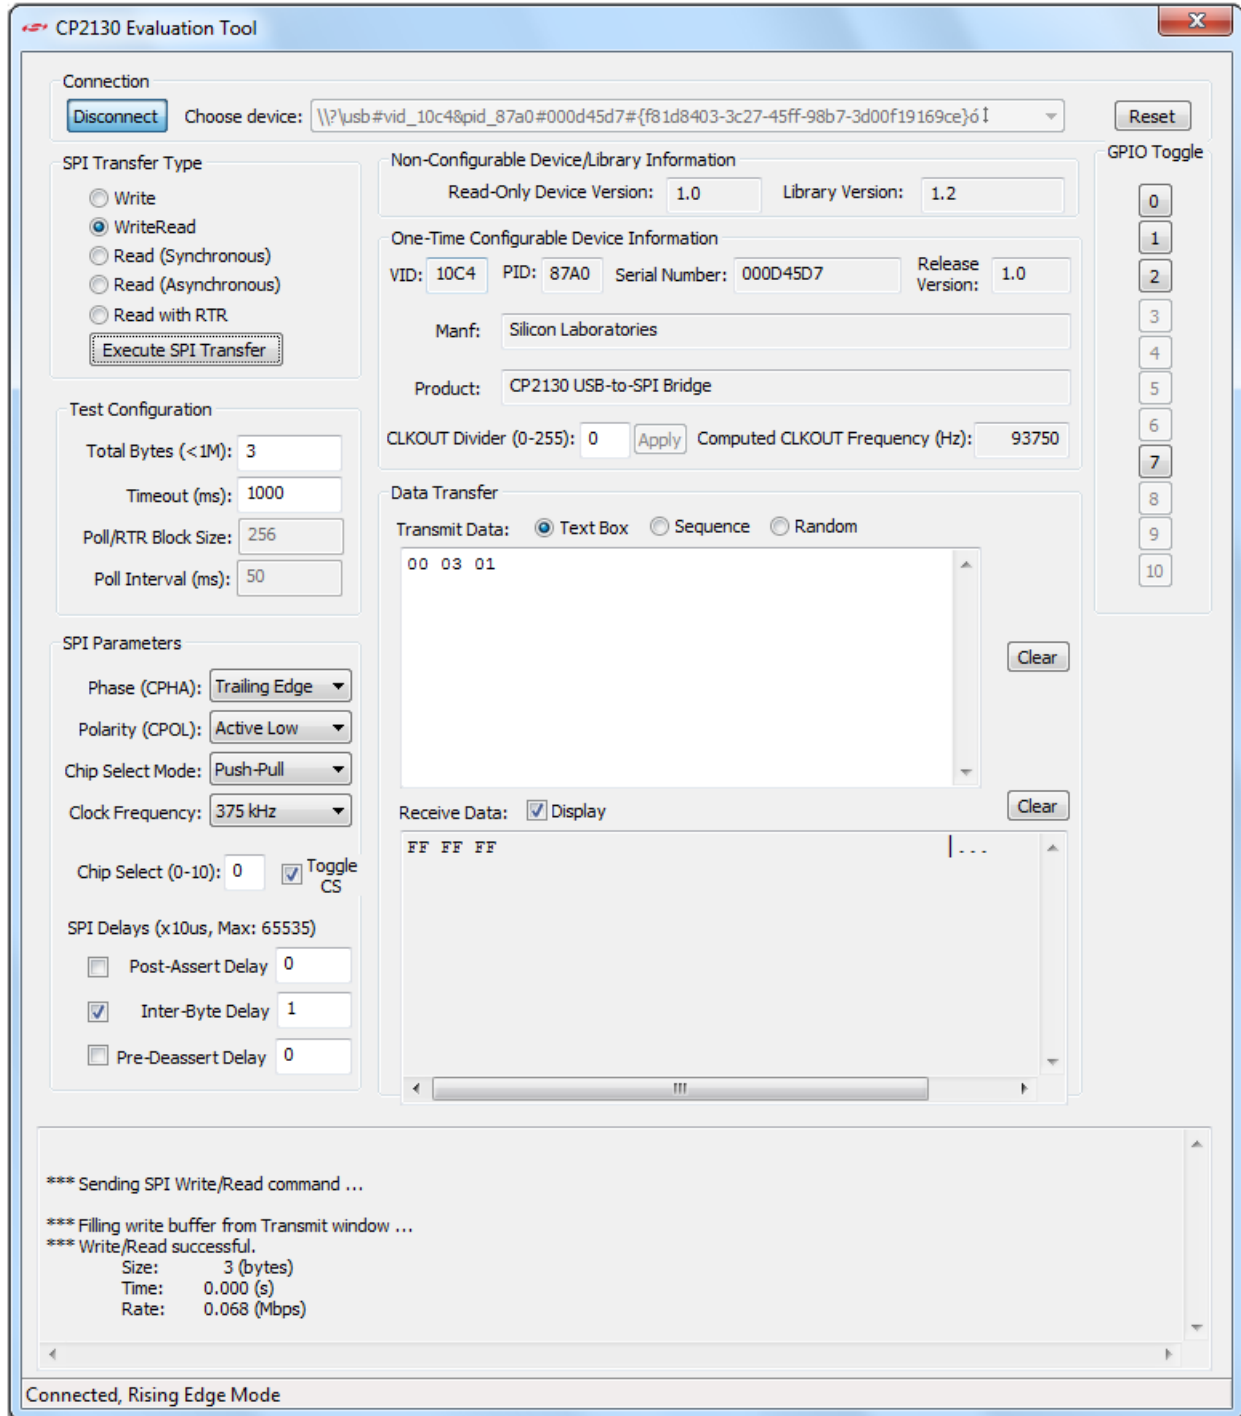 CP2130 Evaluation Tool
Connection
Disconnect Choose device: \\?\usb#vid_10c4&pid_87a0#000d45d7#{f81d8403-3c27-45ff-98b7-3d00f19169ce}ó↕ Reset
SPI Transfer Type
Write
WriteRead
Read (Synchronous)
Read (Asynchronous)
Read with RTR
Execute SPI Transfer
Non-Configurable Device/Library Information
Read-Only Device Version: 1.0 Library Version: 1.2
One-Time Configurable Device Information
VID: 10C4 PID: 87A0 Serial Number: 000D45D7 Release Version: 1.0
Manf: Silicon Laboratories
Product: CP2130 USB-to-SPI Bridge
CLKOUT Divider (0-255): 0 Apply Computed CLKOUT Frequency (Hz): 93750
GPIO Toggle
0
1
2
3
4
5
6
7
8
9
10
Test Configuration
Total Bytes (<1M): 3
Timeout (ms): 1000
Poll/RTR Block Size: 256
Poll Interval (ms): 50
SPI Parameters
Phase (CPHA): Trailing Edge
Polarity (CPOL): Active Low
Chip Select Mode: Push-Pull
Clock Frequency: 375 kHz
Chip Select (0-10): 0 Toggle CS
SPI Delays (x10us, Max: 65535)
Post-Assert Delay 0
Inter-Byte Delay 1
Pre-Deassert Delay 0
Data Transfer
Transmit Data: Text Box Sequence Random
00 03 01
Clear
Receive Data: Display Clear
FF FF FF |...
*** Sending SPI Write/Read command ...
*** Filling write buffer from Transmit window ...
*** Write/Read successful.
Size: 3 (bytes)
Time: 0.000 (s)
Rate: 0.068 (Mbps)
Connected, Rising Edge Mode